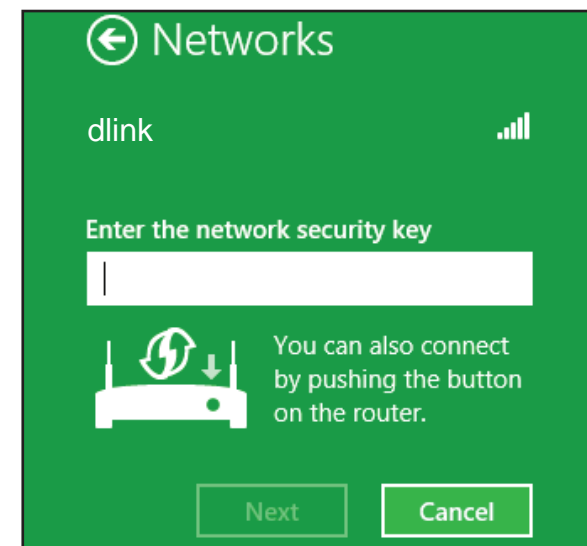 Networks
dlink
Enter the network security key
You can also connect
by pushing the button
on the router.
Next
Cancel